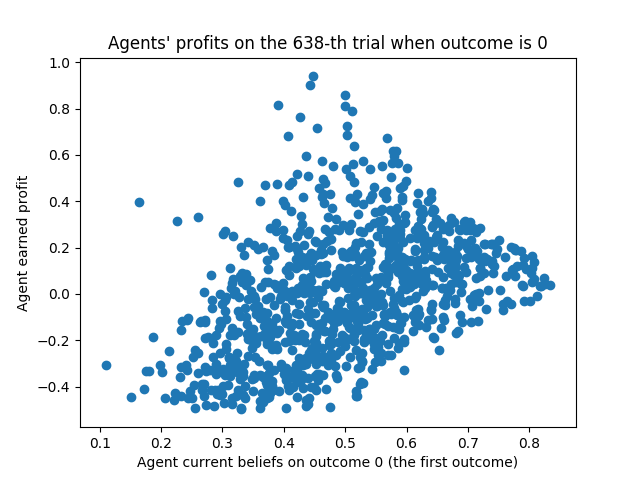 Agents' profits on the 638-th trial when outcome is 0
1.0
0.8
0.6
0.4
0.2
0.0
−0.2
−0.4
Agent earned profit
0.1 0.2 0.3 0.4 0.5 0.6 0.7 0.8
Agent current beliefs on outcome 0 (the first outcome)